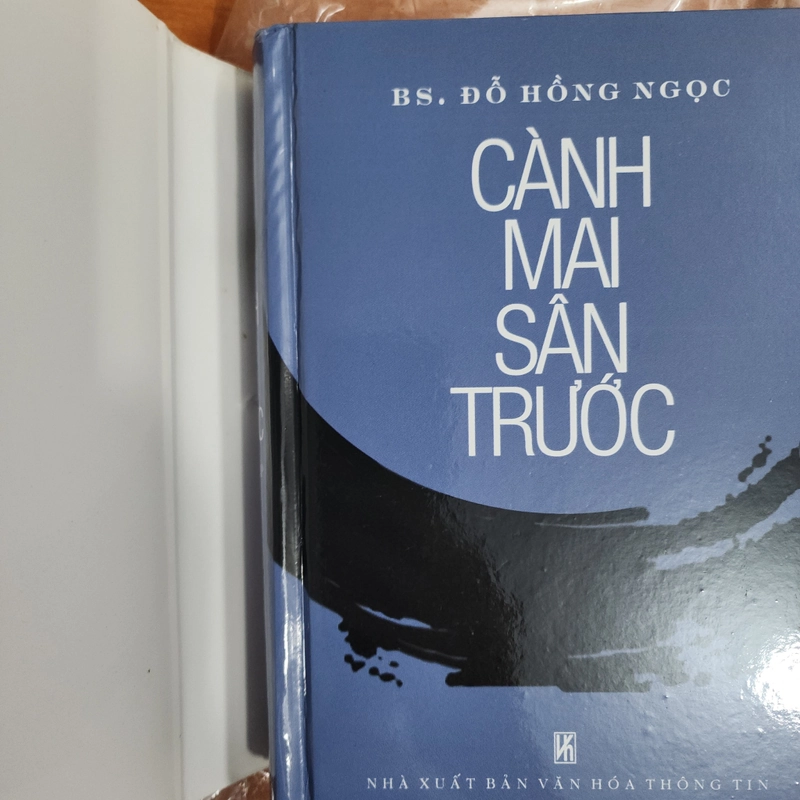 BS. ĐỖ HỒNG NGỌC
CÀNH
MAI
SÂN
TRƯỚC
NHÀ XUẤT BẢN VĂN HÓA THÔNG TIN